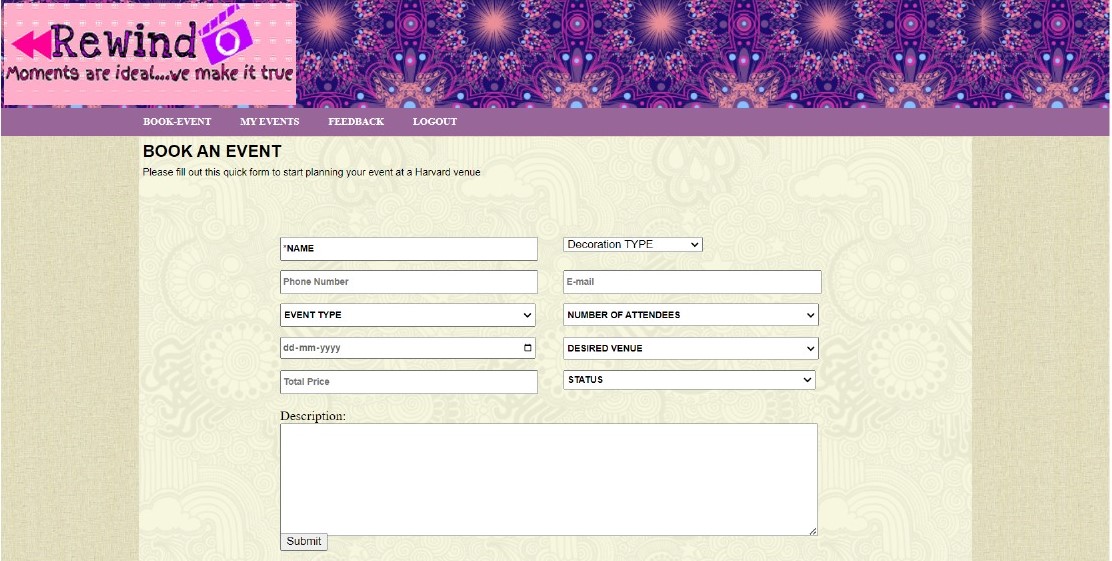 Rewind
Moments are ideal...we make it true
BOOK-EVENT MY EVENTS FEEDBACK LOGOUT
BOOK AN EVENT
Please fill out this quick form to start planning your event at a Harvard venue
*NAME Decoration TYPE
Phone Number E-mail
EVENT TYPE NUMBER OF ATTENDEES
dd-mm-yyyy DESIRED VENUE
Total Price STATUS
Description:
Submit